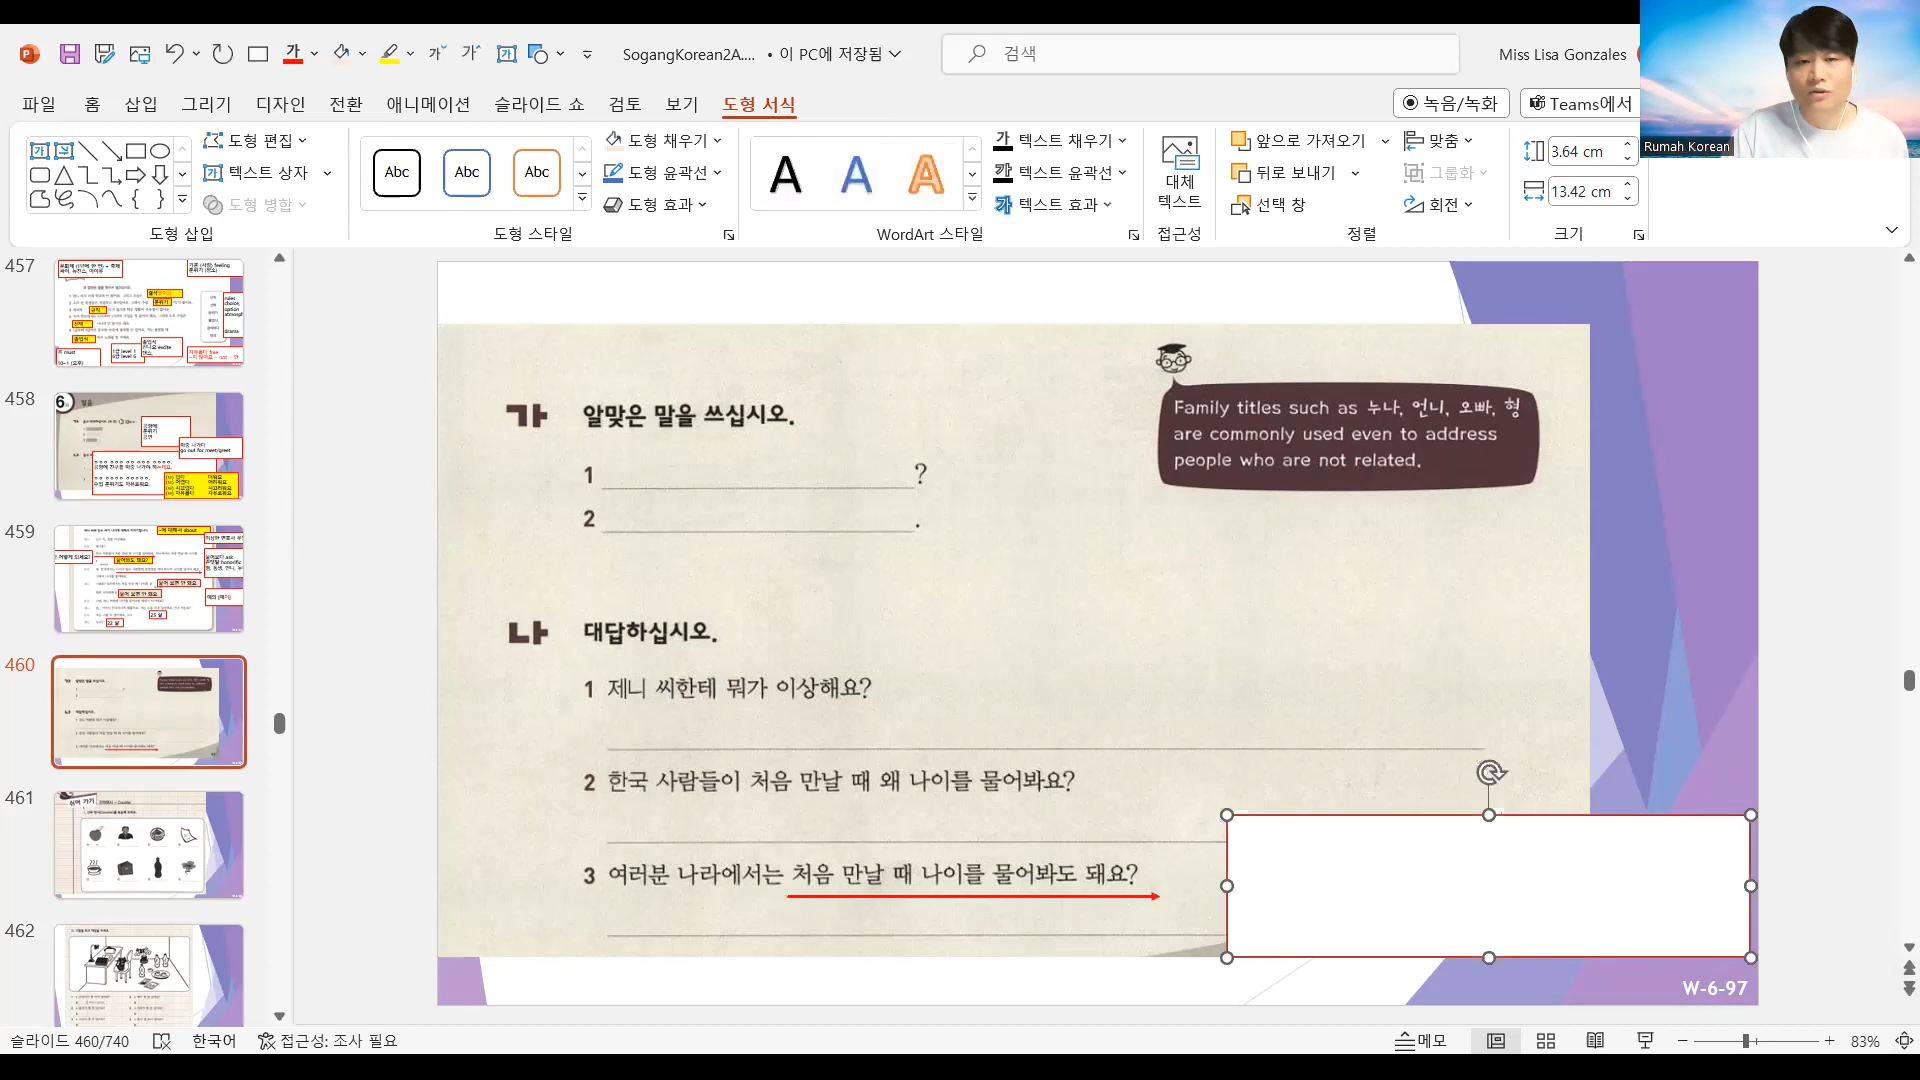 SogangKorean2A.... • 이 PC에 저장됨
검색
Miss Lisa Gonzales
파일 홈 삽입 그리기 디자인 전환 애니메이션 슬라이드 쇼 검토 보기 도형 서식
녹음/녹화 Teams에서
Rumah Korean
도형 편집
텍스트 상자
도형 병합
도형 삽입
Abc Abc Abc
도형 채우기
도형 윤곽선
도형 효과
도형 스타일
A A A
텍스트 채우기
텍스트 윤곽선
텍스트 효과
WordArt 스타일
대체
텍스트
접근성
앞으로 가져오기
뒤로 보내기
선택 창
맞춤
그룹화
회전
정렬
3.64 cm
13.42 cm
크기
457
458
459
460
461
462
가 알맞은 말을 쓰십시오.
1 ?
2 .
Family titles such as 누나, 언니, 오빠, 형
are commonly used even to address
people who are not related.
나 대답하십시오.
1 제니 씨한테 뭐가 이상해요?
2 한국 사람들이 처음 만날 때 왜 나이를 물어봐요?
3 여러분 나라에서는 처음 만날 때 나이를 물어봐도 돼요?
W-6-97
슬라이드 460/740 한국어 접근성: 조사 필요
메모
83%